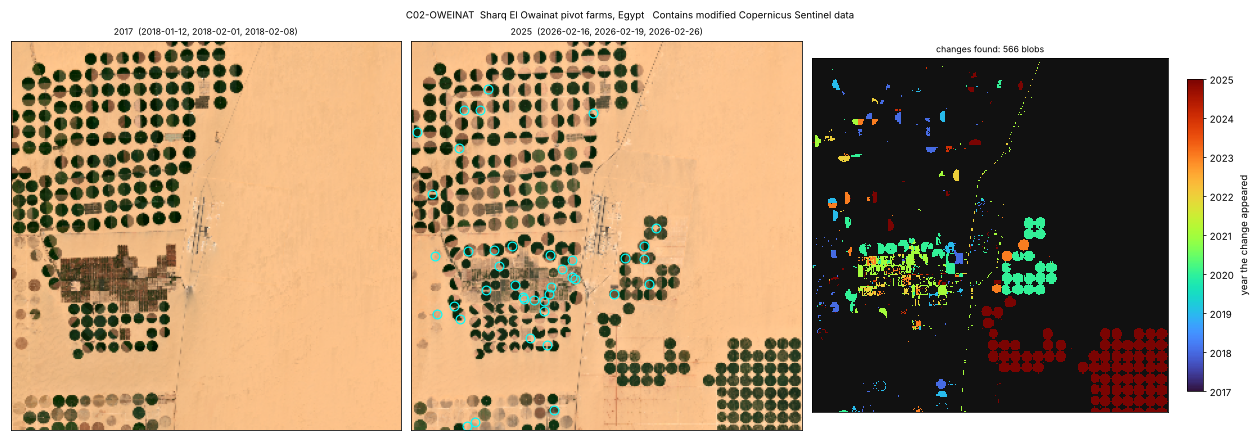 C02-OWEINAT  Sharq El Owainat pivot farms, Egypt   Contains modified Copernicus Sentinel data
2017  (2018-01-12, 2018-02-01, 2018-02-08)
2025  (2026-02-16, 2026-02-19, 2026-02-26)
changes found: 566 blobs
2025
2024
2023
2022
2021
2020
2019
2018
2017
year the change appeared